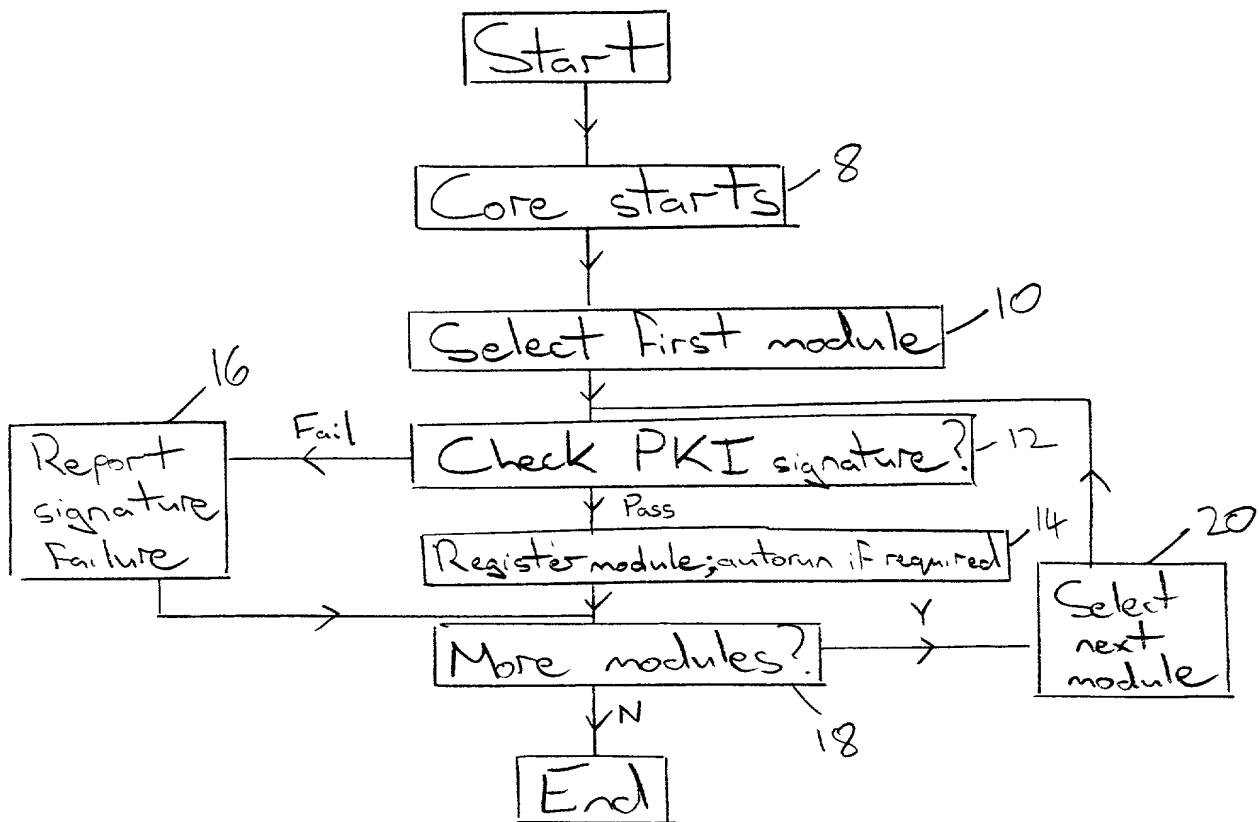 Start
Core starts
8
Select first module
10
16
Fail
Check PKI signature?
12
Report
signature
failure
Pass
Register module; autorun if required
14
20
Select
next
module
More modules?
Y
18
N
End